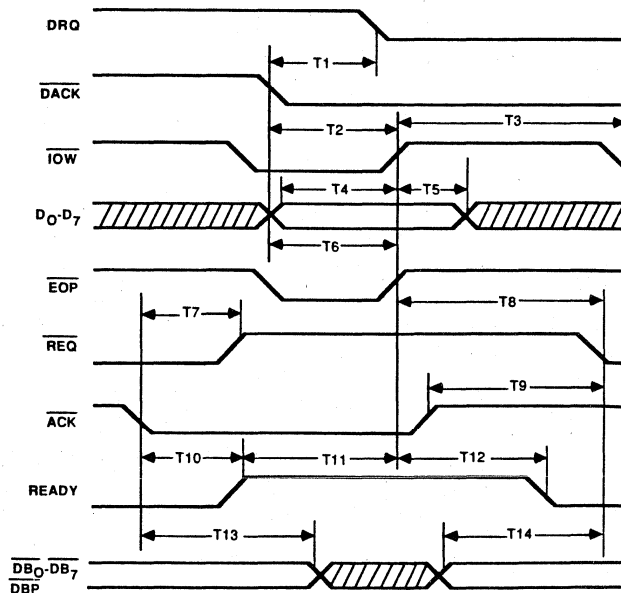 DRQ
T1
DACK
T2 T3
IOW
T4 T5
D0-D7
T6
EOP
T7 T8
REQ
T9
ACK
T10 T11 T12
READY
T13 T14
DB0-DB7
DBP